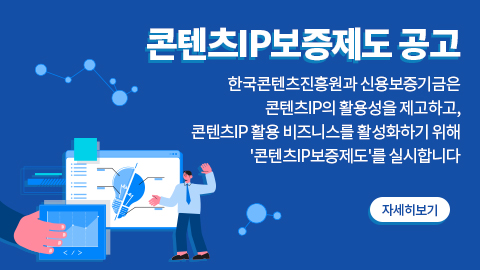 콘텐츠IP보증제도 공고
한국콘텐츠진흥원과 신용보증기금은
콘텐츠IP의 활용성을 제고하고,
콘텐츠IP 활용 비즈니스를 활성화하기 위해
'콘텐츠IP보증제도'를 실시합니다
자세히보기